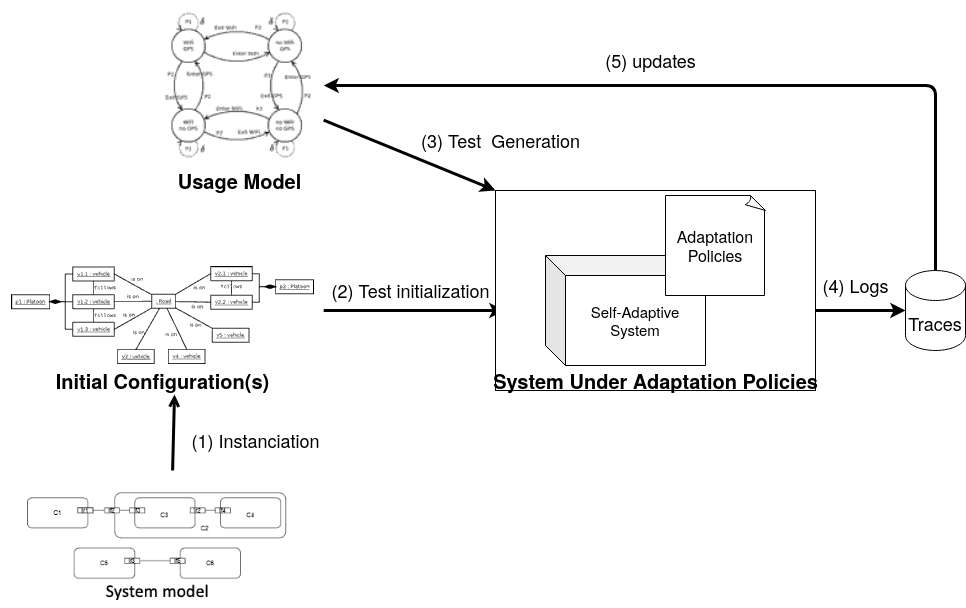 P1
P1
Exit WiFi
P2
WiFi
GPS
no WiFi
GPS
Enter WiFi
P2
Enter GPS
Exit GPS
P2
P2
Enter WiFi
WiFi
no GPS
no WiFi
no GPS
P2
Exit WiFi
P2
P1
(5) updates
(3) Test Generation
Usage Model
Adaptation
Policies
v1.1 : vehicle
is on
follows
p1 : Platoon
v1.2 : vehicle
is on
follows
v1.3 : vehicle
is on
: Road
is on
v2.1 : vehicle
follows
is on
v2.2 : vehicle
p2 : Platoon
is on
v5 : vehicle
is on
is on
v3 : vehicle
v4 : vehicle
(2) Test initialization
(4) Logs
Self-Adaptive
System
Traces
Initial Configuration(s)
System Under Adaptation Policies
(1) Instanciation
C1
C3
C4
C2
C5
C6
System model